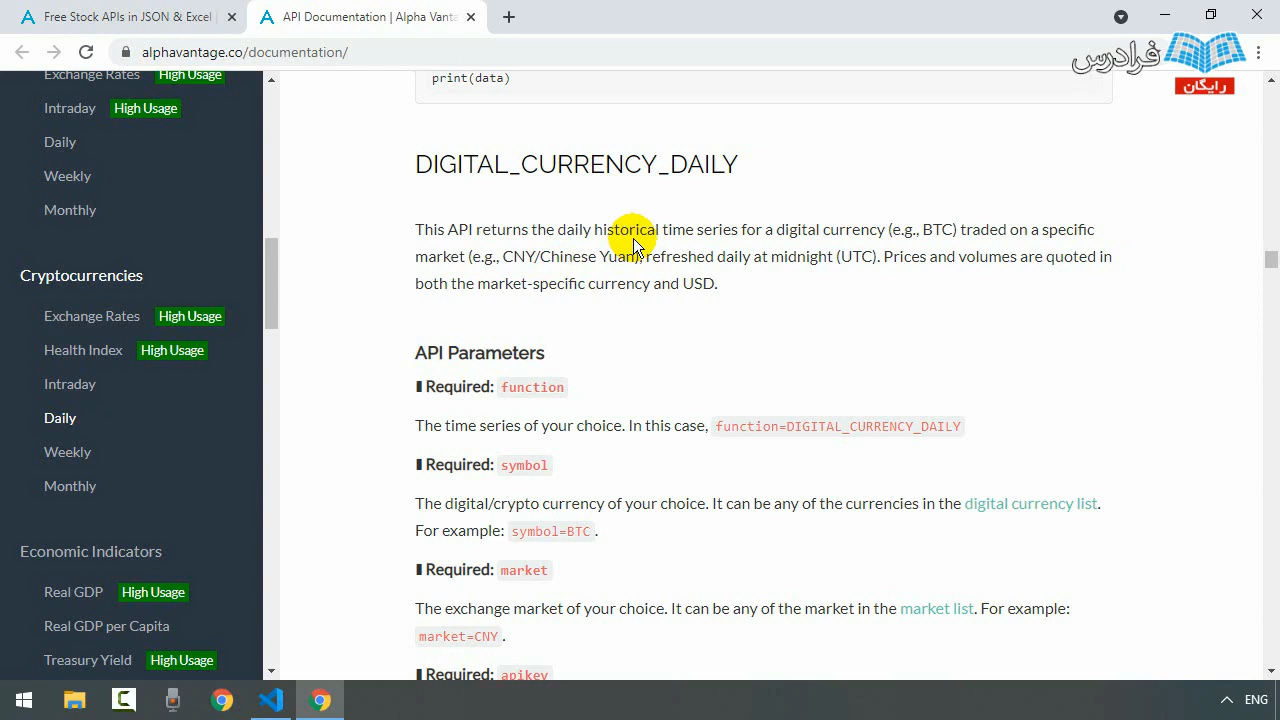 Free Stock APIs in JSON & Excel
API Documentation | Alpha Vanta
alphavantage.co/documentation/
فرادرس
رایگان
Exchange Rates High Usage
Intraday High Usage
Daily
Weekly
Monthly
Cryptocurrencies
Exchange Rates High Usage
Health Index High Usage
Intraday
Daily
Weekly
Monthly
Economic Indicators
Real GDP High Usage
Real GDP per Capita
Treasury Yield High Usage
print(data)
DIGITAL_CURRENCY_DAILY
This API returns the daily historical time series for a digital currency (e.g., BTC) traded on a specific
market (e.g., CNY/Chinese Yuan), refreshed daily at midnight (UTC). Prices and volumes are quoted in
both the market-specific currency and USD.
API Parameters
Required: function
The time series of your choice. In this case, function=DIGITAL_CURRENCY_DAILY
Required: symbol
The digital/crypto currency of your choice. It can be any of the currencies in the digital currency list.
For example: symbol=BTC.
Required: market
The exchange market of your choice. It can be any of the market in the market list. For example:
market=CNY.
Required: apikey
ENG